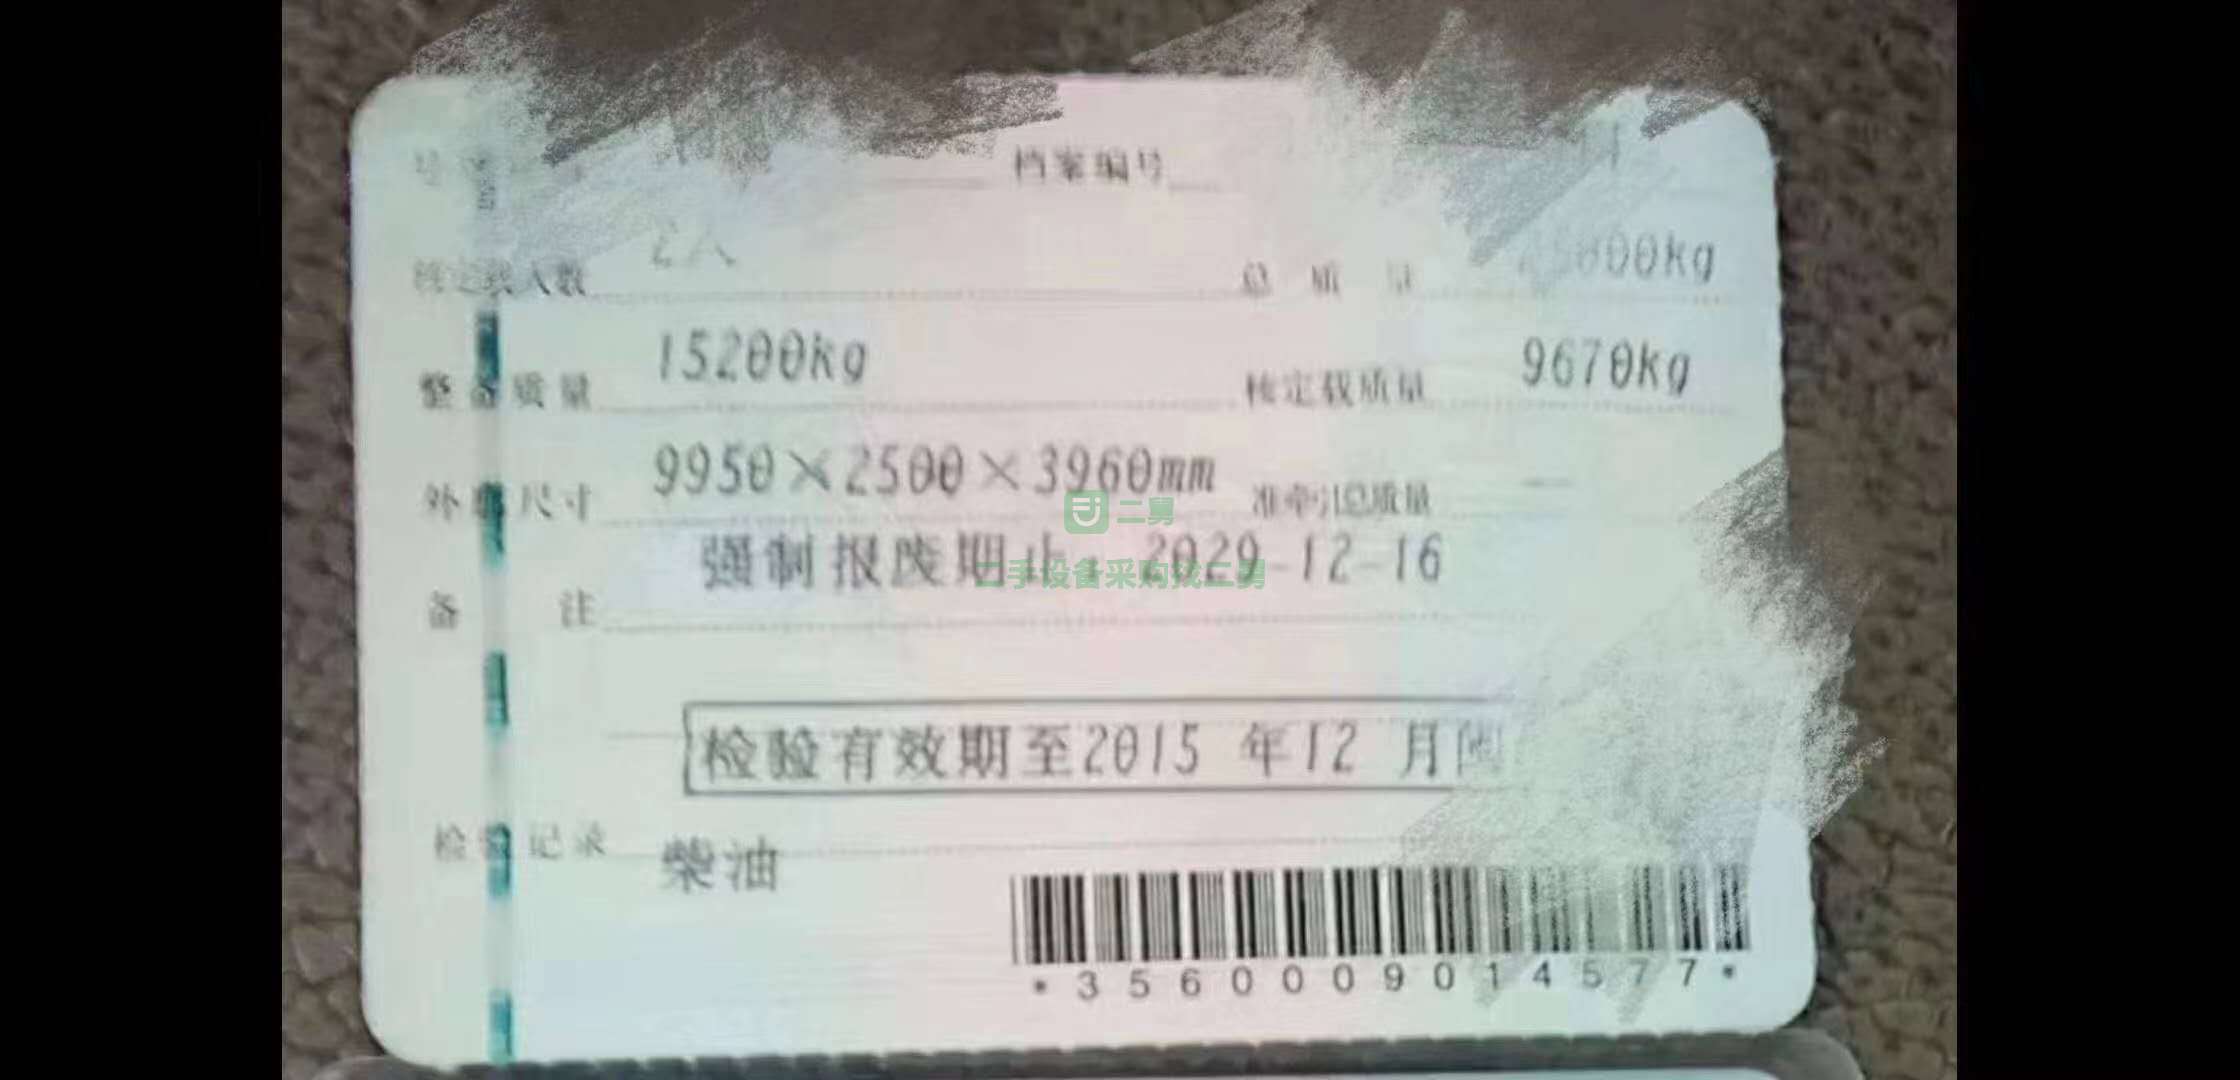 号
档案编号
核定载人数 2人
总质量 000kg
整备质量 15200kg
核定载质量 9670kg
外廓尺寸 9950×2500×3960mm
准牵引总质量 —
二舅
备注 强制报废期止：2029-12-16
二手设备采购找二舅
检验有效期至2015 年12 月
检验记录 柴油
*3560009014577*